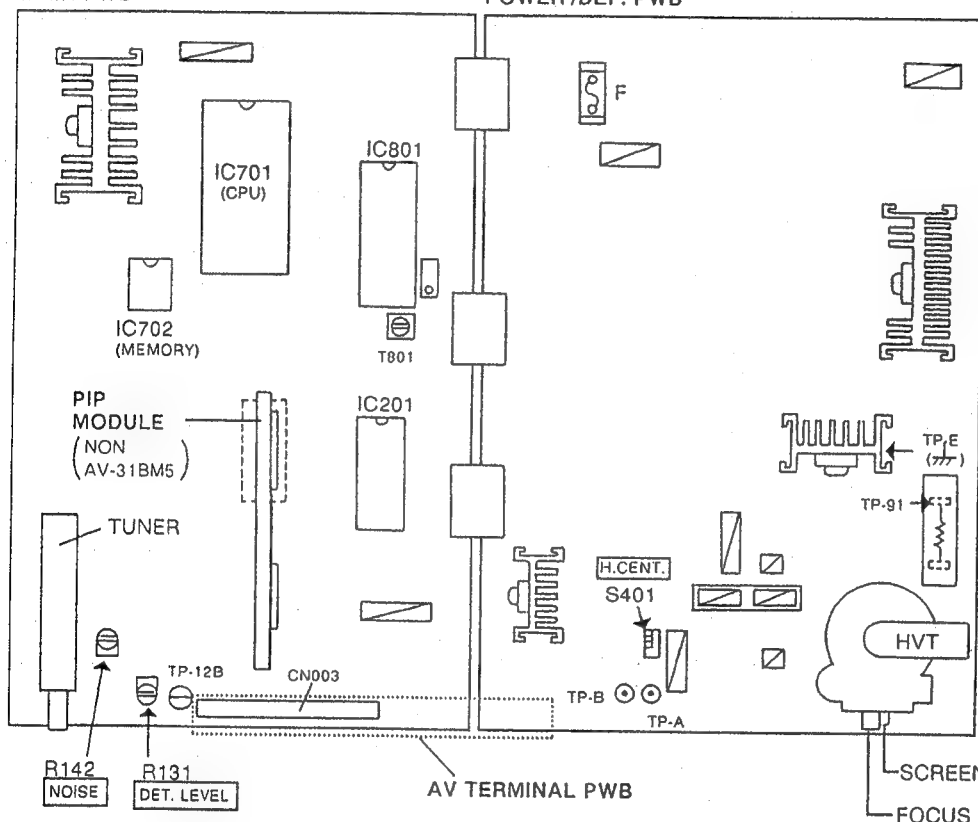 POWER/DEF. PWB
F
IC701
(CPU)
IC801
IC702
(MEMORY)
T801
PIP
MODULE
(NON
AV-31BM5)
IC201
TP-E
TP-91
TUNER
H.CENT.
S401
HVT
TP-12B
CN003
TP-B
TP-A
R142
NOISE
R131
DET. LEVEL
AV TERMINAL PWB
SCREEN
FOCUS